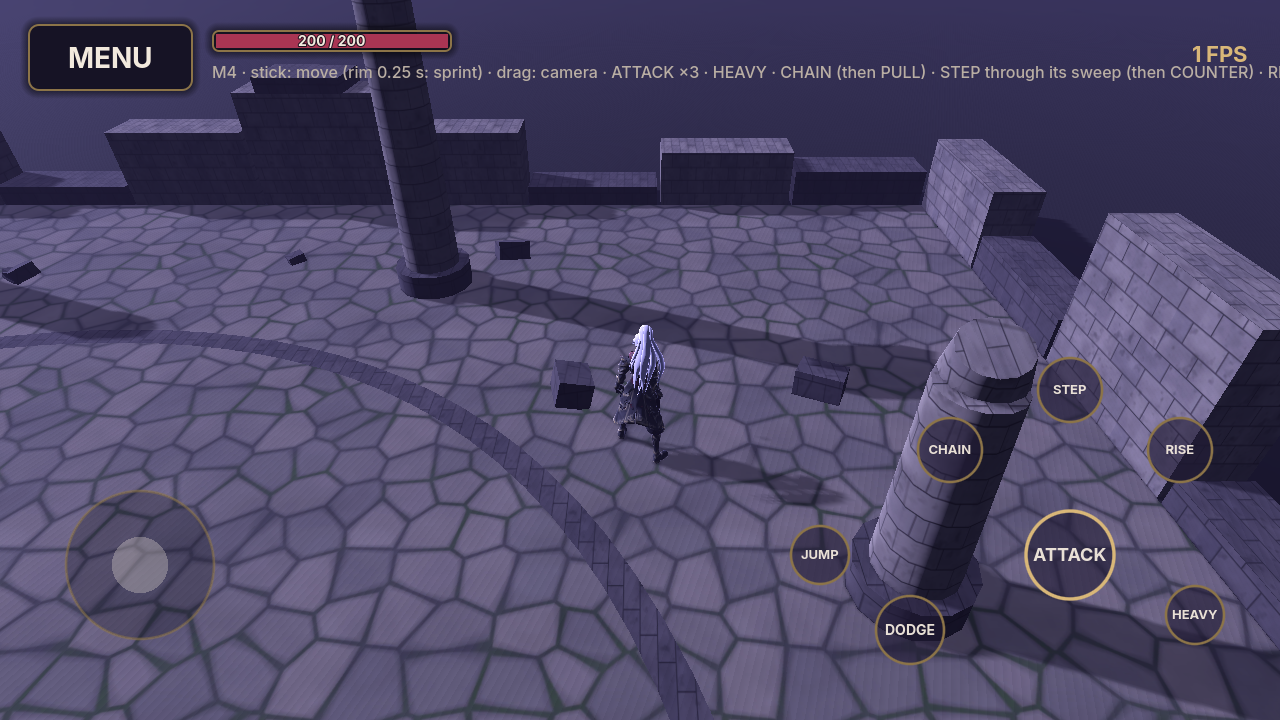 MENU
200 / 200
1 FPS
M4 · stick: move (rim 0.25 s: sprint) · drag: camera · ATTACK ×3 · HEAVY · CHAIN (then PULL) · STEP through its sweep (then COUNTER) ·
STEP
CHAIN
RISE
JUMP
ATTACK
HEAVY
DODGE